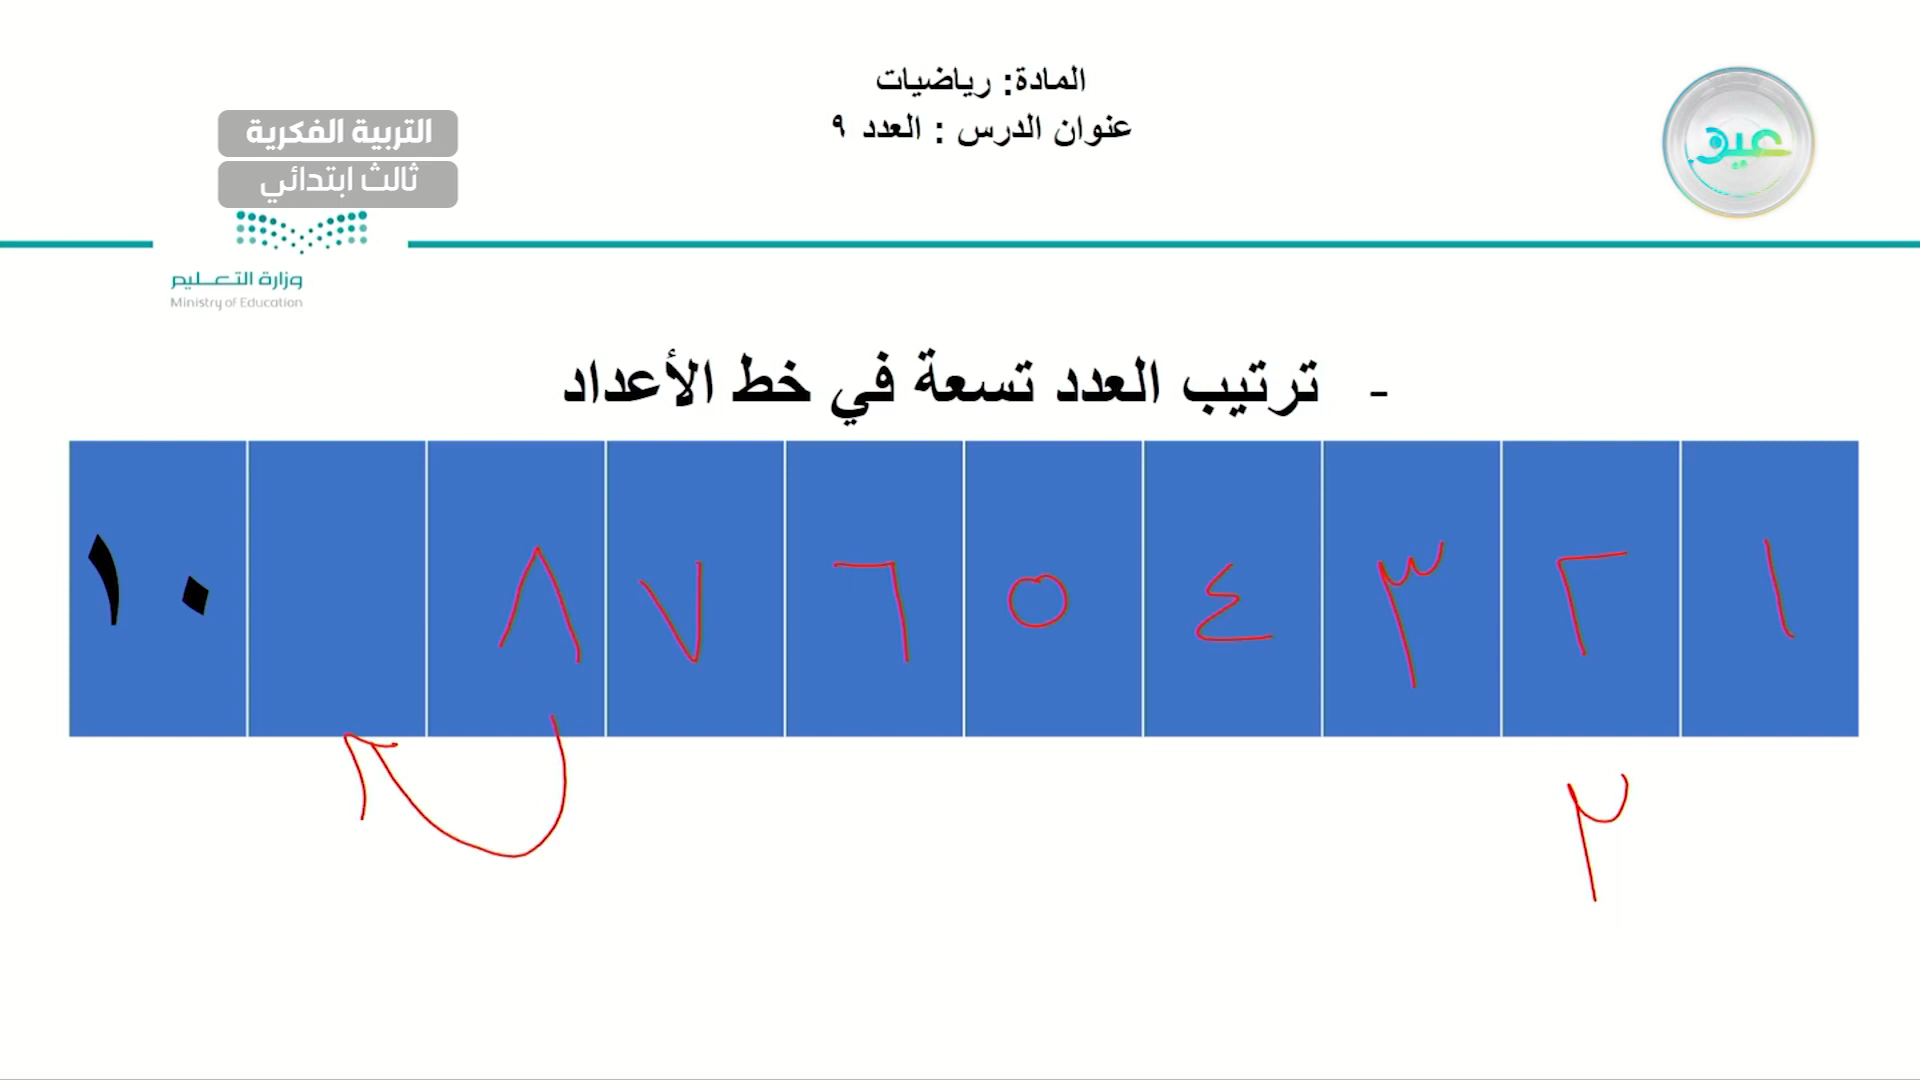 المادة: رياضيات
عنوان الدرس : العدد ٩
عين
التربية الفكرية
ثالث ابتدائي
وزارة التعليم
Ministry of Education
- ترتيب العدد تسعة في خط الأعداد
١ ٢ ٣ ٤ ٥ ٦ ٧ ٨ ١٠
٢